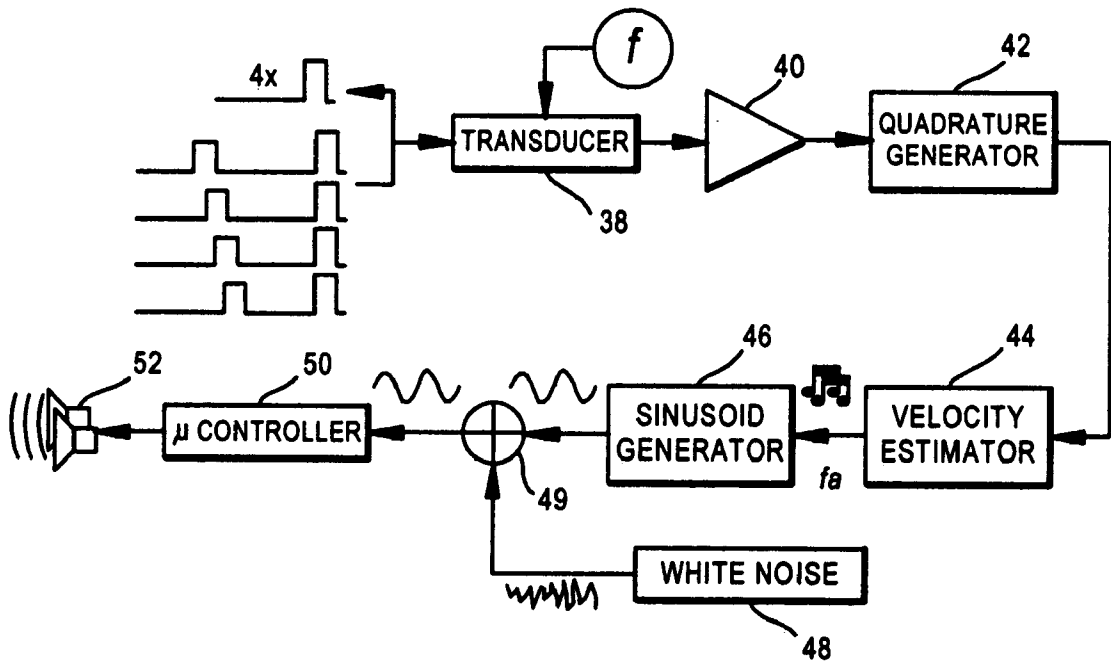 f
4x
40
42
TRANSDUCER
QUADRATURE
GENERATOR
38
52
50
46
44
μ CONTROLLER
SINUSOID
GENERATOR
VELOCITY
ESTIMATOR
49
fa
WHITE NOISE
48